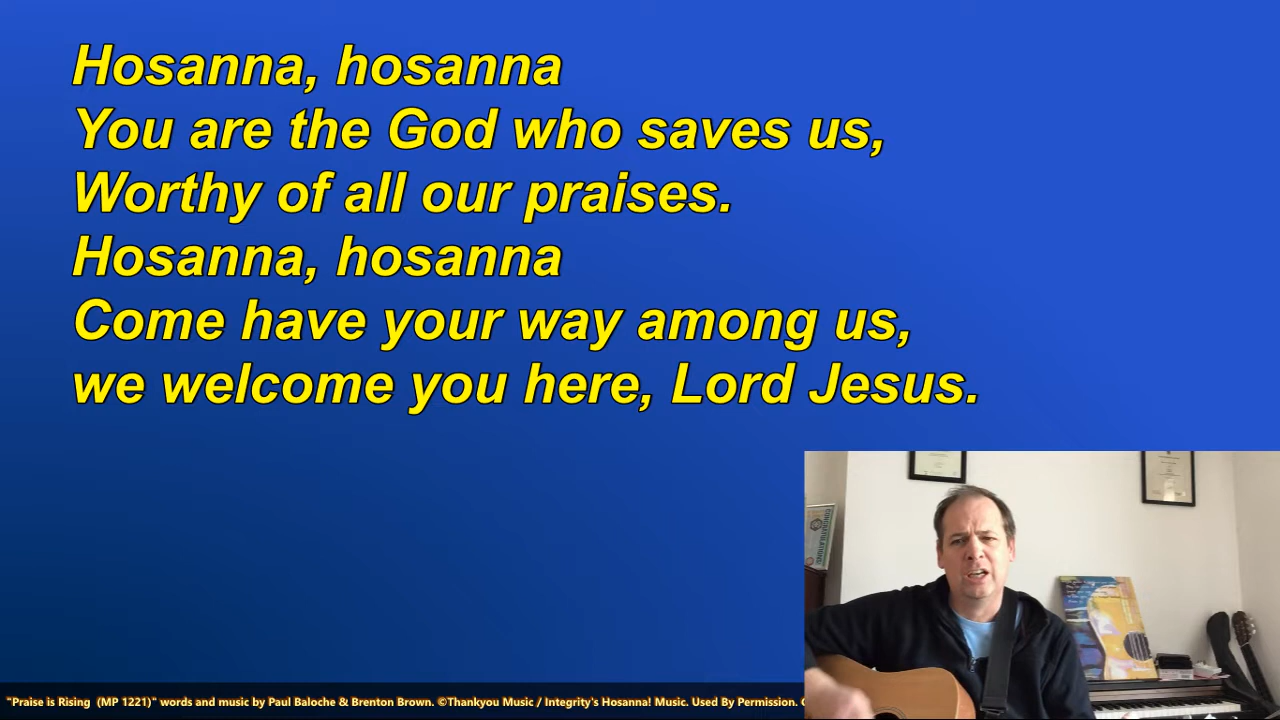 Hosanna, hosanna
You are the God who saves us,
Worthy of all our praises.
Hosanna, hosanna
Come have your way among us,
we welcome you here, Lord Jesus.
"Praise is Rising  (MP 1221)" words and music by Paul Baloche & Brenton Brown. ©Thankyou Music / Integrity's Hosanna! Music. Used By Permission.